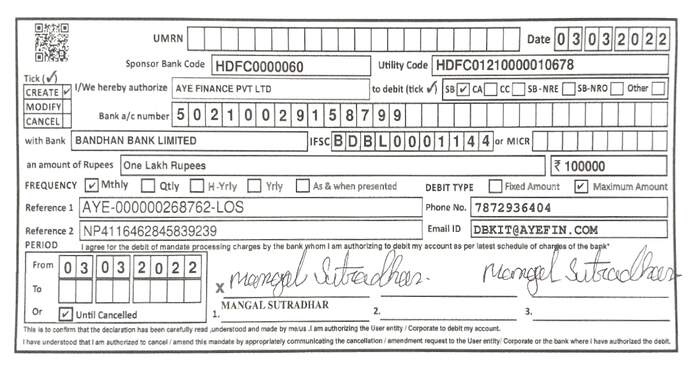 UMRN Date 03032022
Sponsor Bank Code HDFC0000060 Utility Code HDFC01210000010678
Tick (✓)
CREATE ✓ I/We hereby authorize AYE FINANCE PVT LTD to debit (tick ✓) SB ✓ CA CC SB-NRE SB-NRO Other
MODIFY
CANCEL Bank a/c number 50210029158799
with Bank BANDHAN BANK LIMITED IFSC BDBL0001144 or MICR
an amount of Rupees One Lakh Rupees ₹ 100000
FREQUENCY ✓ Mthly Qtly H-Yrly Yrly As & when presented DEBIT TYPE Fixed Amount ✓ Maximum Amount
Reference 1 AYE-000000268762-LOS Phone No. 7872936404
Reference 2 NP4116462845839239 Email ID DBKIT@AYEFIN.COM
PERIOD I agree for the debit of mandate processing charges by the bank whom I am authorizing to debit my account as per latest schedule of charges of the bank"
From 03032022
To X Mangal Sutradhar. Mangal Sutradhar
MANGAL SUTRADHAR
Or ✓ Until Cancelled 1. 2. 3.
This is to confirm that the declaration has been carefully read ,understood and made by me/us .I am authorizing the User entity / Corporate to debit my account.
I have understood that I am authorized to cancel / amend this mandate by appropriately communicating the cancellation / amendment request to the User entity/ Corporate or the bank where I have authorized the debit.